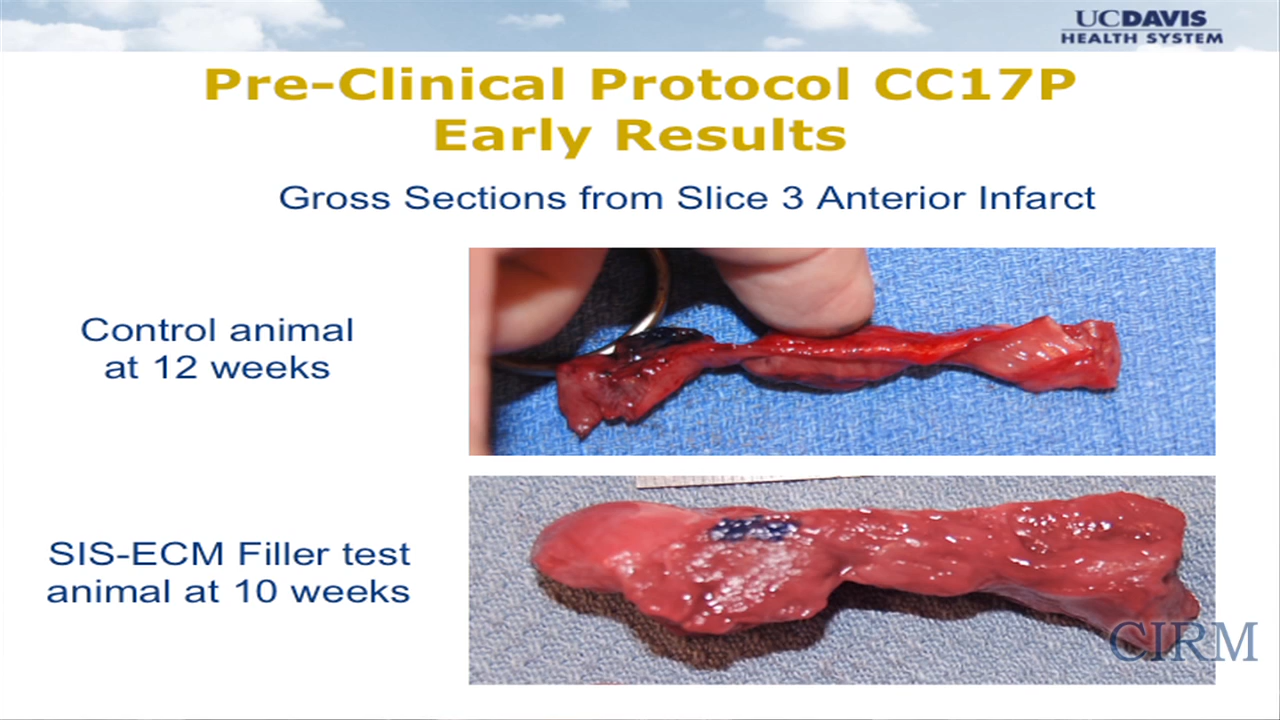 UCDAVIS
HEALTH SYSTEM
Pre-Clinical Protocol CC17P
Early Results
Gross Sections from Slice 3 Anterior Infarct
Control animal
at 12 weeks
SIS-ECM Filler test
animal at 10 weeks
CIRM